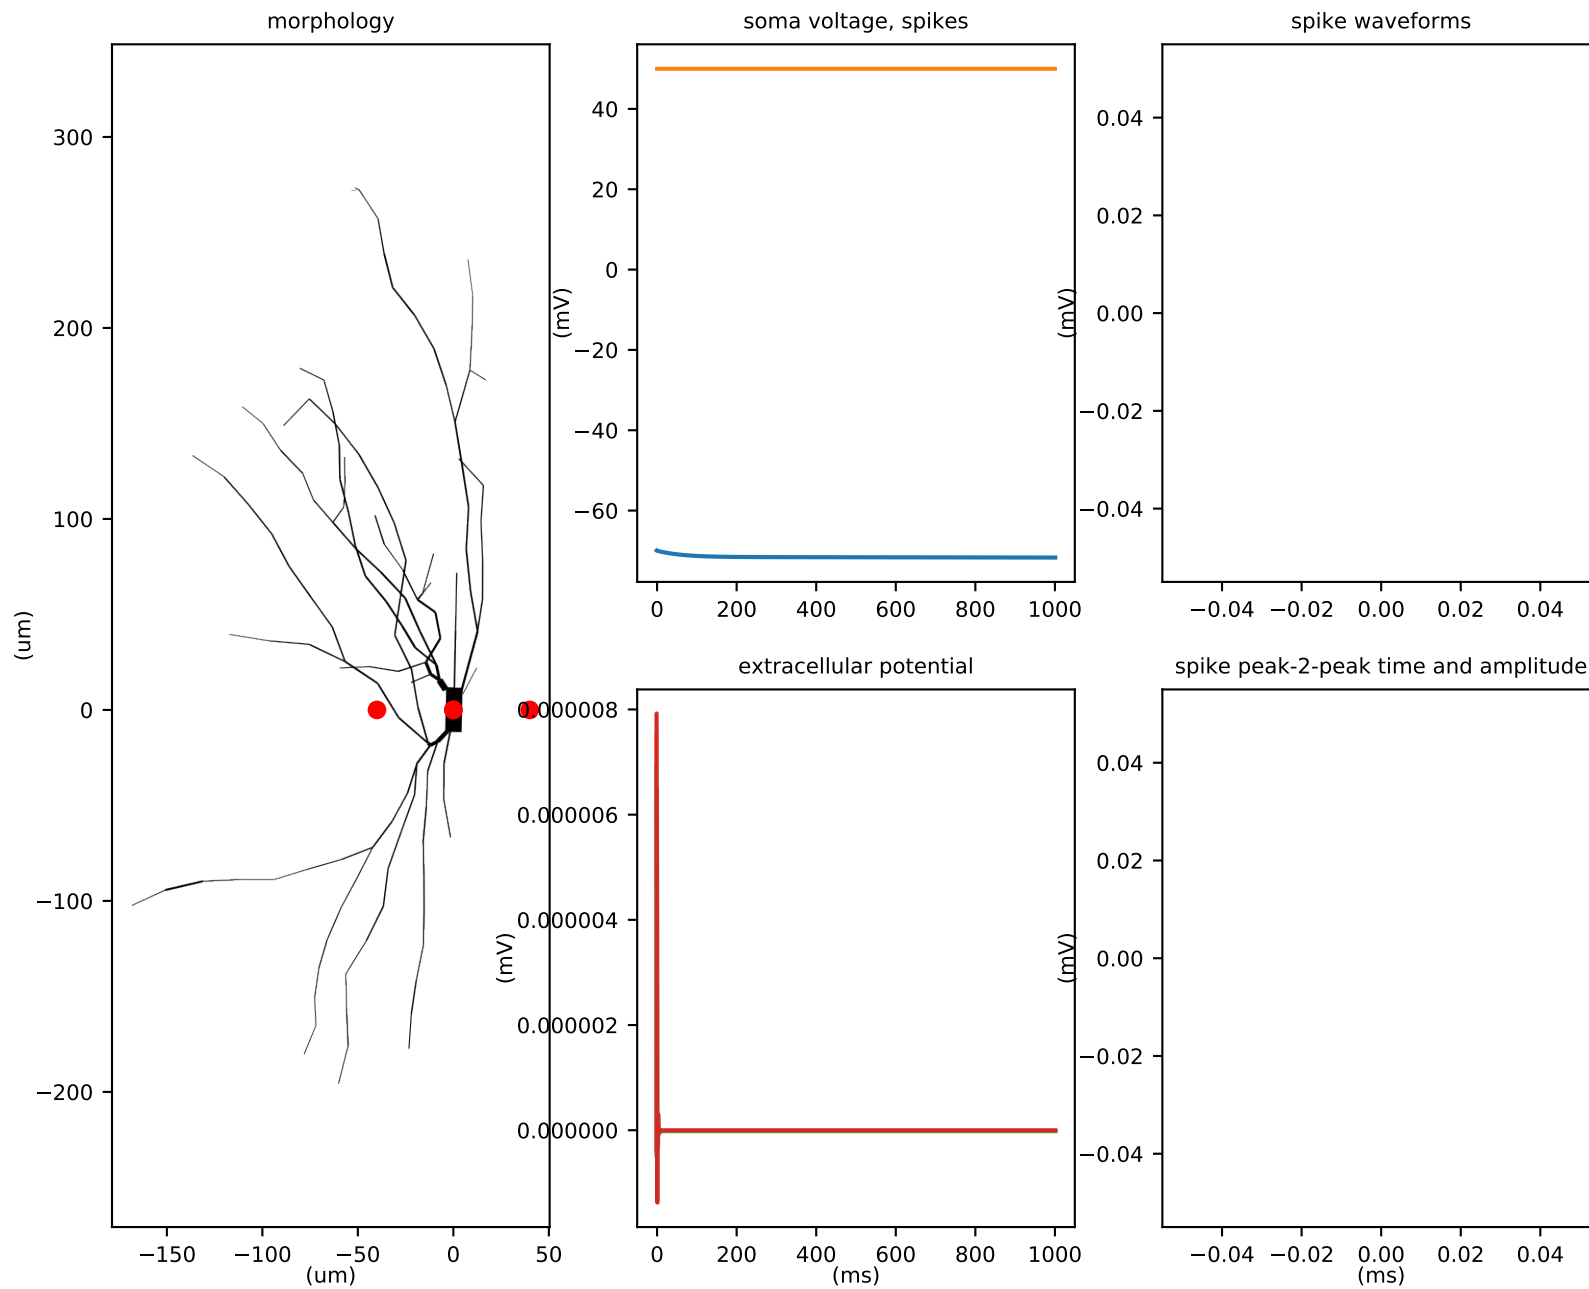 morphology
300
200
100
0
−100
−200
(um)
−150 −100 −50 0 50
(um)
soma voltage, spikes
40
20
0
−20
−40
−60
(mV)
0 200 400 600 800 1000
spike waveforms
0.04
0.02
0.00
−0.02
−0.04
(mV)
−0.04 −0.02 0.00 0.02 0.04
extracellular potential
0.000008
0.000006
0.000004
0.000002
0.000000
(mV)
0 200 400 600 800 1000
(ms)
spike peak-2-peak time and amplitude
0.04
0.02
0.00
−0.02
−0.04
(mV)
−0.04 −0.02 0.00 0.02 0.04
(ms)